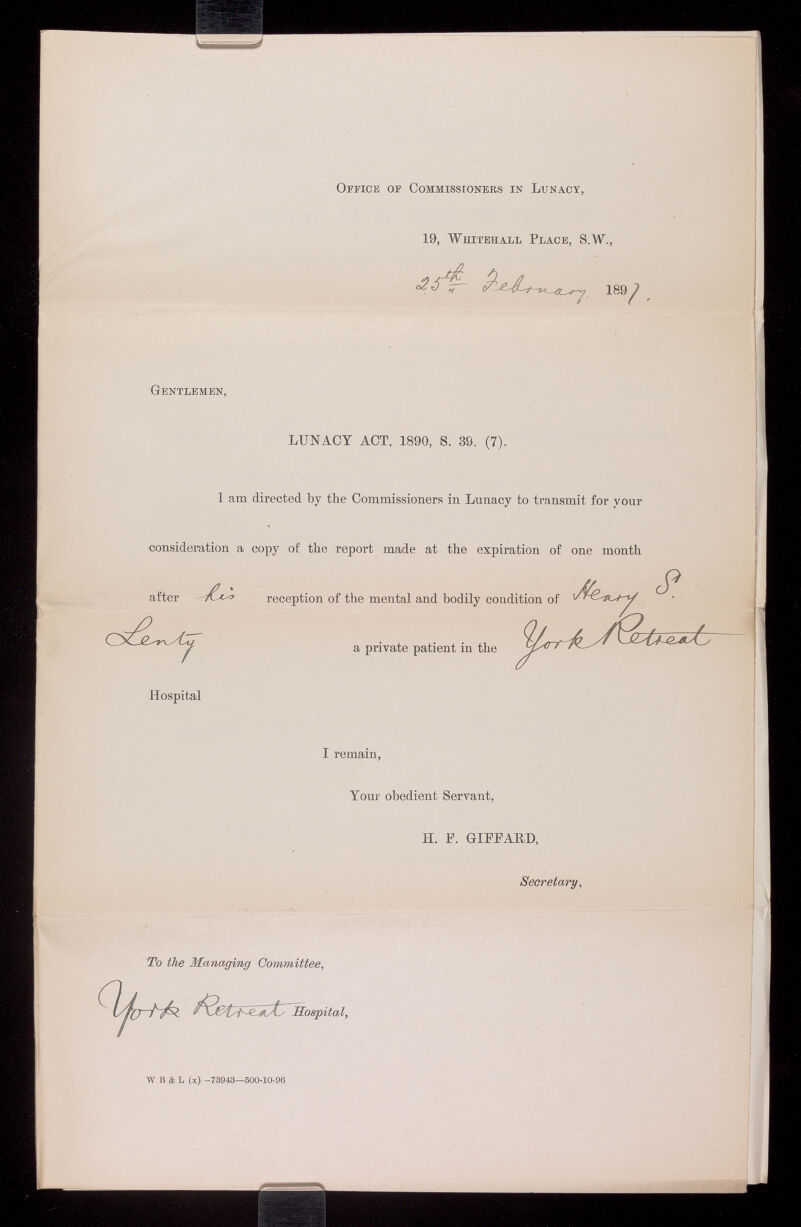 OFFICE OF COMMISSIONERS IN LUNACY,
19, WHITEHALL PLACE, S.W.,
25th February 1897.
GENTLEMEN,
LUNACY ACT, 1890, S. 39. (7).
I am directed by the Commissioners in Lunacy to transmit for your
consideration a copy of the report made at the expiration of one month
after his reception of the mental and bodily condition of Henry S.
Lenty a private patient in the York Retreat
Hospital
I remain,
Your obedient Servant,
H. F. GIFFARD,
Secretary,
To the Managing Committee,
York Retreat Hospital,
W B & L (x) –73943—500-10-96